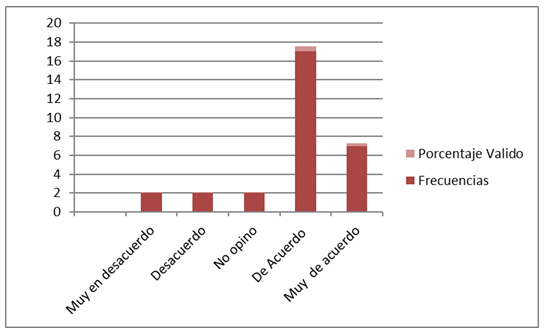 20
18
16
14
12
10
8
6
4
2
0
Muy en desacuerdo
Desacuerdo
No opino
De Acuerdo
Muy de acuerdo
Porcentaje Valido
Frecuencias